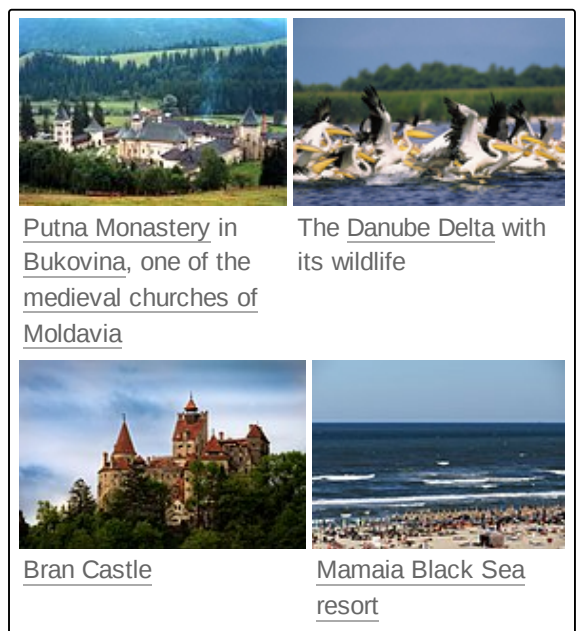 Putna Monastery in
Bukovina, one of the
medieval churches of
Moldavia
The Danube Delta with
its wildlife
Bran Castle
Mamaia Black Sea
resort